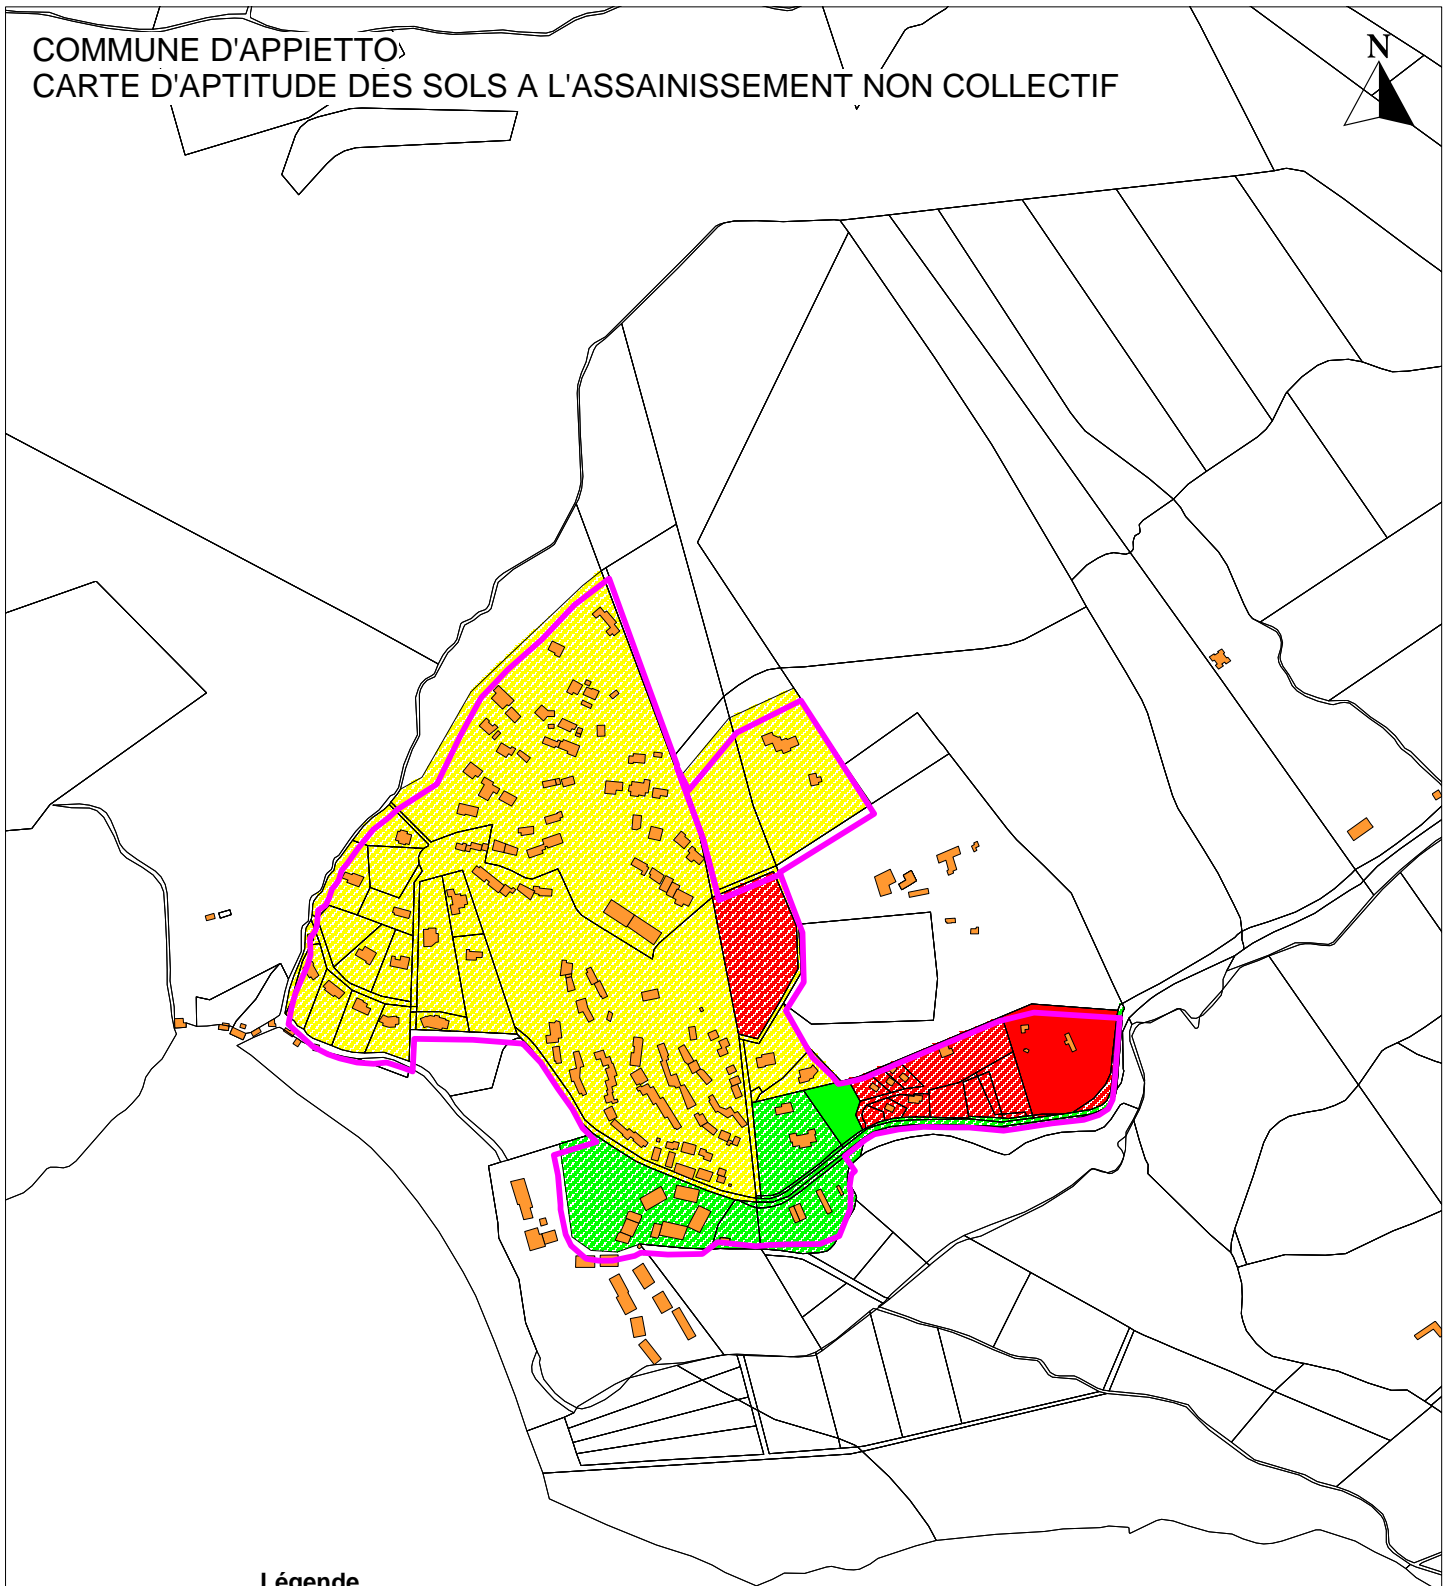 COMMUNE D'APPIETTO
CARTE D'APTITUDE DES SOLS A L'ASSAINISSEMENT NON COLLECTIF
N
Légende